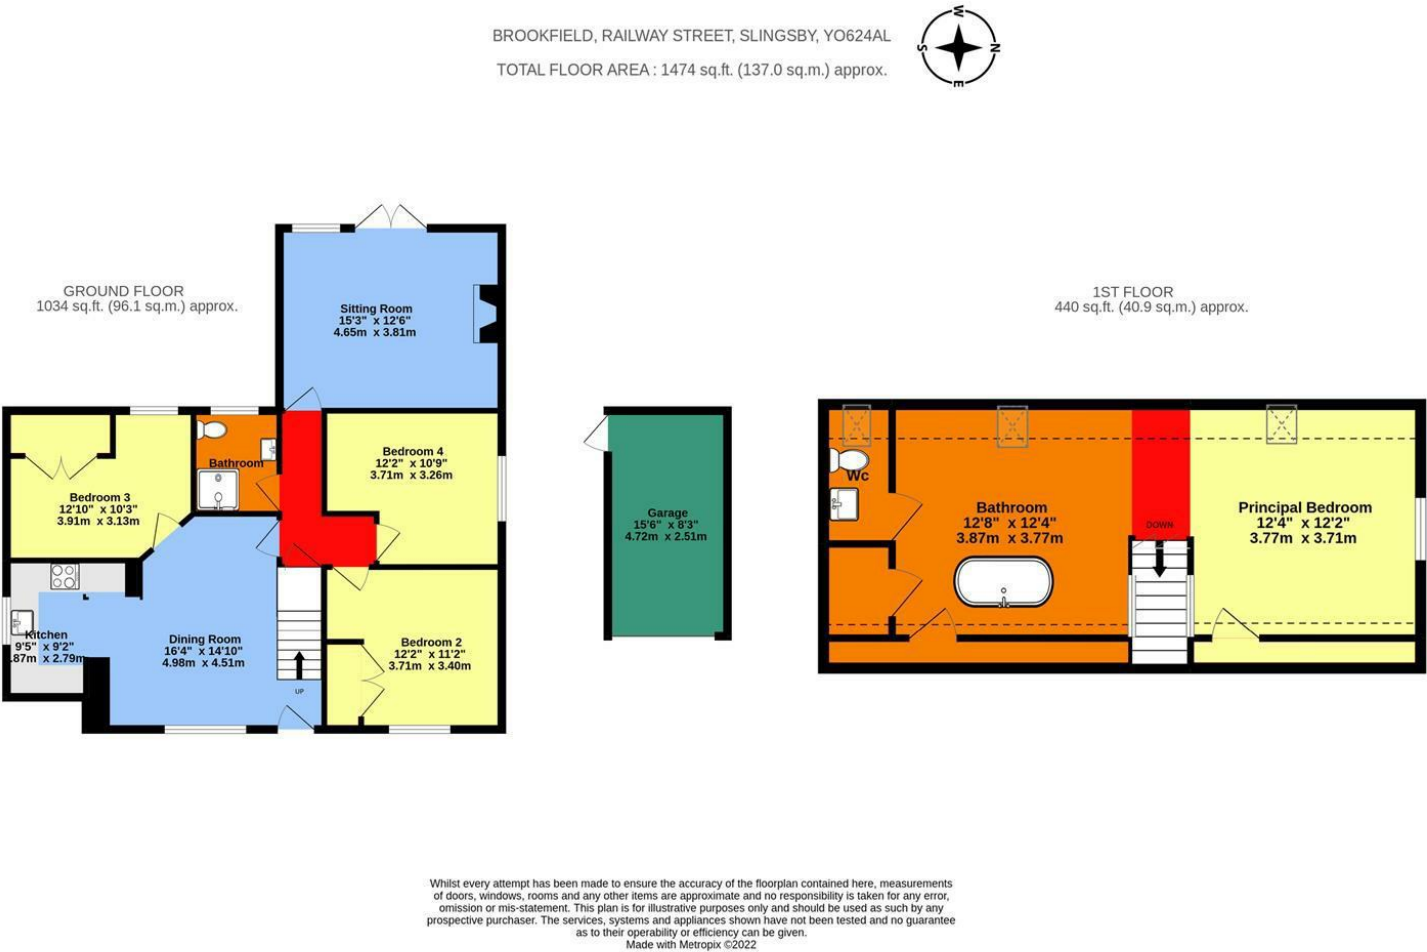 BROOKFIELD, RAILWAY STREET, SLINGSBY, YO624AL
TOTAL FLOOR AREA : 1474 sq.ft. (137.0 sq.m.) approx.
W
S
N
E
GROUND FLOOR
1034 sq.ft. (96.1 sq.m.) approx.
Sitting Room
15'3" x 12'6"
4.65m x 3.81m
Bedroom 4
12'2" x 10'9"
3.71m x 3.26m
Bathroom
Bedroom 3
12'10" x 10'3"
3.91m x 3.13m
Kitchen
9'5" x 9'2"
.87m x 2.79m
Dining Room
16'4" x 14'10"
4.98m x 4.51m
Bedroom 2
12'2" x 11'2"
3.71m x 3.40m
UP
Garage
15'6" x 8'3"
4.72m x 2.51m
1ST FLOOR
440 sq.ft. (40.9 sq.m.) approx.
Wc
Bathroom
12'8" x 12'4"
3.87m x 3.77m
DOWN
Principal Bedroom
12'4" x 12'2"
3.77m x 3.71m
Whilst every attempt has been made to ensure the accuracy of the floorplan contained here, measurements
of doors, windows, rooms and any other items are approximate and no responsibility is taken for any error,
omission or mis-statement. This plan is for illustrative purposes only and should be used as such by any
prospective purchaser. The services, systems and appliances shown have not been tested and no guarantee
as to their operability or efficiency can be given.
Made with Metropix ©2022